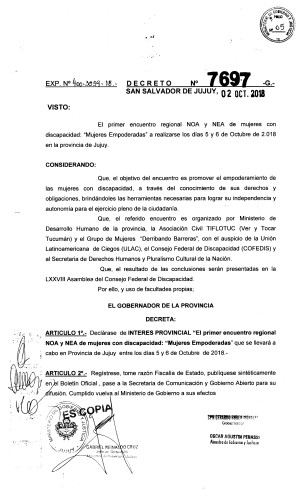 EXP. Nº 400-3899-18.- DECRETO Nº 7697 -G.-
SAN SALVADOR DE JUJUY, 02 OCT. 2018
VISTO:
El primer encuentro regional NOA y NEA de mujeres con
discapacidad: "Mujeres Empoderadas" a realizarse los días 5 y 6 de Octubre de 2.018
en la provincia de Jujuy.
CONSIDERANDO:
Que, el objetivo del encuentro es promover el empoderamiento de
las mujeres con discapacidad, a través del conocimiento de sus derechos y
obligaciones, brindándoles las herramientas necesarias para lograr su independencia y
autonomía para el ejercicio pleno de la ciudadanía.
Que, el referido encuentro es organizado por Ministerio de
Desarrollo Humano de la provincia, la Asociación Civil TIFLOTUC (Ver y Tocar
Tucumán) y el Grupo de Mujeres "Derribando Barreras", con el auspicio de la Unión
Latinoamericana de Ciegos (ULAC), el Consejo Federal de Discapacidad (COFEDIS) y
al Secretaria de Derechos Humanos y Pluralismo Cultural de la Nación.
Que, el resultado de las conclusiones serán presentadas en la
LXXVIII Asamblea del Consejo Federal de Discapacidad.
Por ello, y uso de facultades propias;
EL GOBERNADOR DE LA PROVINCIA
DECRETA:
ARTICULO 1º.- Declárase de INTERES PROVINCIAL "El primer encuentro regional
NOA y NEA de mujeres con discapacidad: "Mujeres Empoderadas" que se llevará a
cabo en Provincia de Jujuy entre los días 5 y 6 de Octubre de 2018.-
ARTICULO 2º.- Regístrese, tome razón Fiscalía de Estado, publíquese sintéticamente
en el Boletín Oficial, pase a la Secretaria de Comunicación y Gobierno Abierto para su
difusión. Cumplido vuelva al Ministerio de Gobierno a sus efectos
ES COPIA
GABRIEL REINALDO CRUZ
OSCAR AGUSTIN PERASSI
Ministro de Gobierno y Justicia